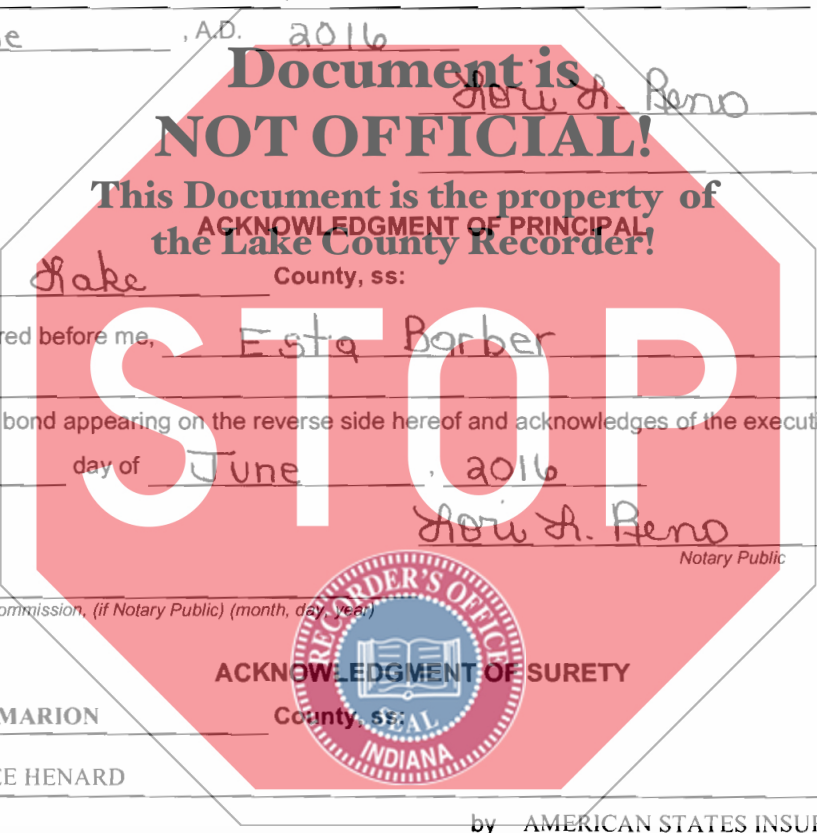 e , A.D. 2016
Document is
Lori L. Reno
NOT OFFICIAL!
This Document is the property of
ACKNOWLEDGMENT OF PRINCIPAL
the Lake County Recorder!
Lake County, ss:
red before me, Esta Barber
STOP
bond appearing on the reverse side hereof and acknowledges of the executi
day of June , 2016
Lori L. Reno
Notary Public
ommission, (if Notary Public) (month, day, year)
RECORDER'S OFFICE
ACKNOWLEDGMENT OF SURETY
MARION County, ss:
SEAL
INDIANA
CE HENARD
by AMERICAN STATES INSUR